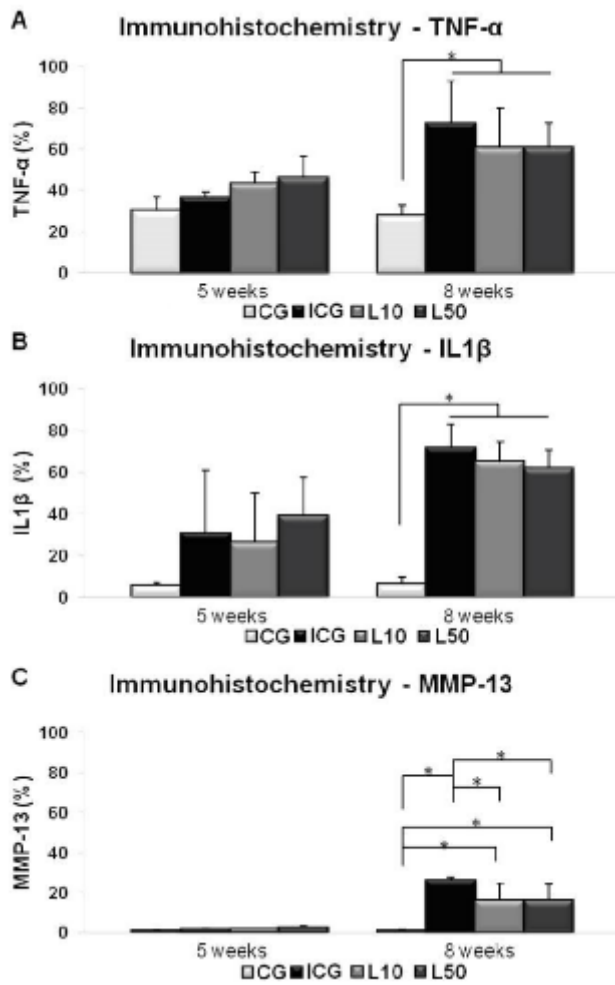 A
Immunohistochemistry - TNF-α
*
100
80
60
40
20
0
TNF-α (%)
5 weeks 8 weeks
CG ICG L10 L50
B
Immunohistochemistry - IL1β
*
100
80
60
40
20
0
IL1β (%)
5 weeks 8 weeks
CG ICG L10 L50
C
Immunohistochemistry - MMP-13
100
80
60
40
20
0
MMP-13 (%)
*
* *
*
*
5 weeks 8 weeks
CG ICG L10 L50